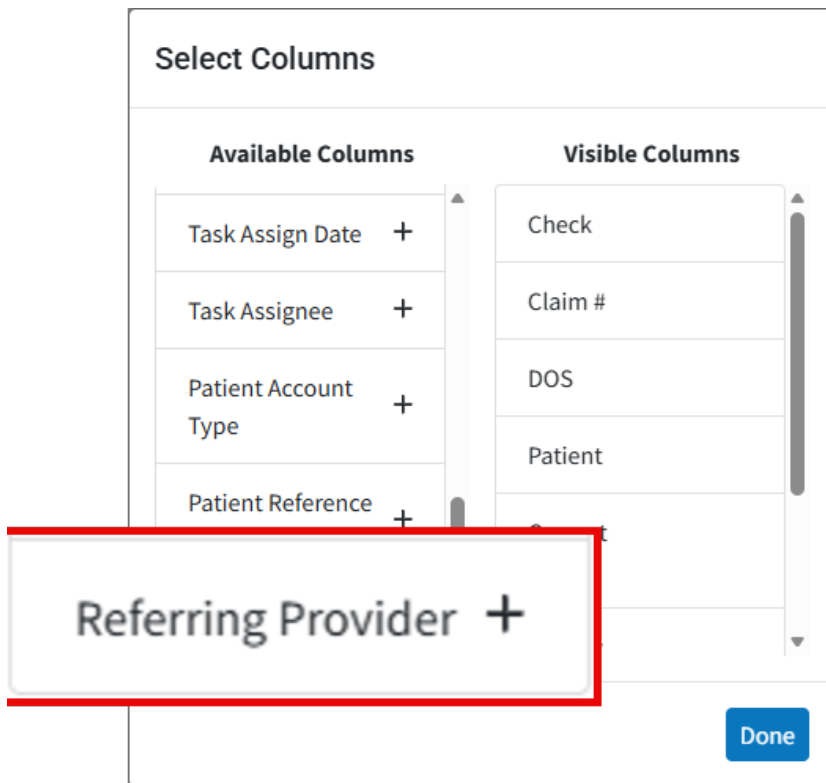 Select Columns
Available Columns
Visible Columns
Task Assign Date +
Task Assignee +
Patient Account
Type +
Patient Reference
+
Referring Provider +
Check
Claim #
DOS
Patient
Done